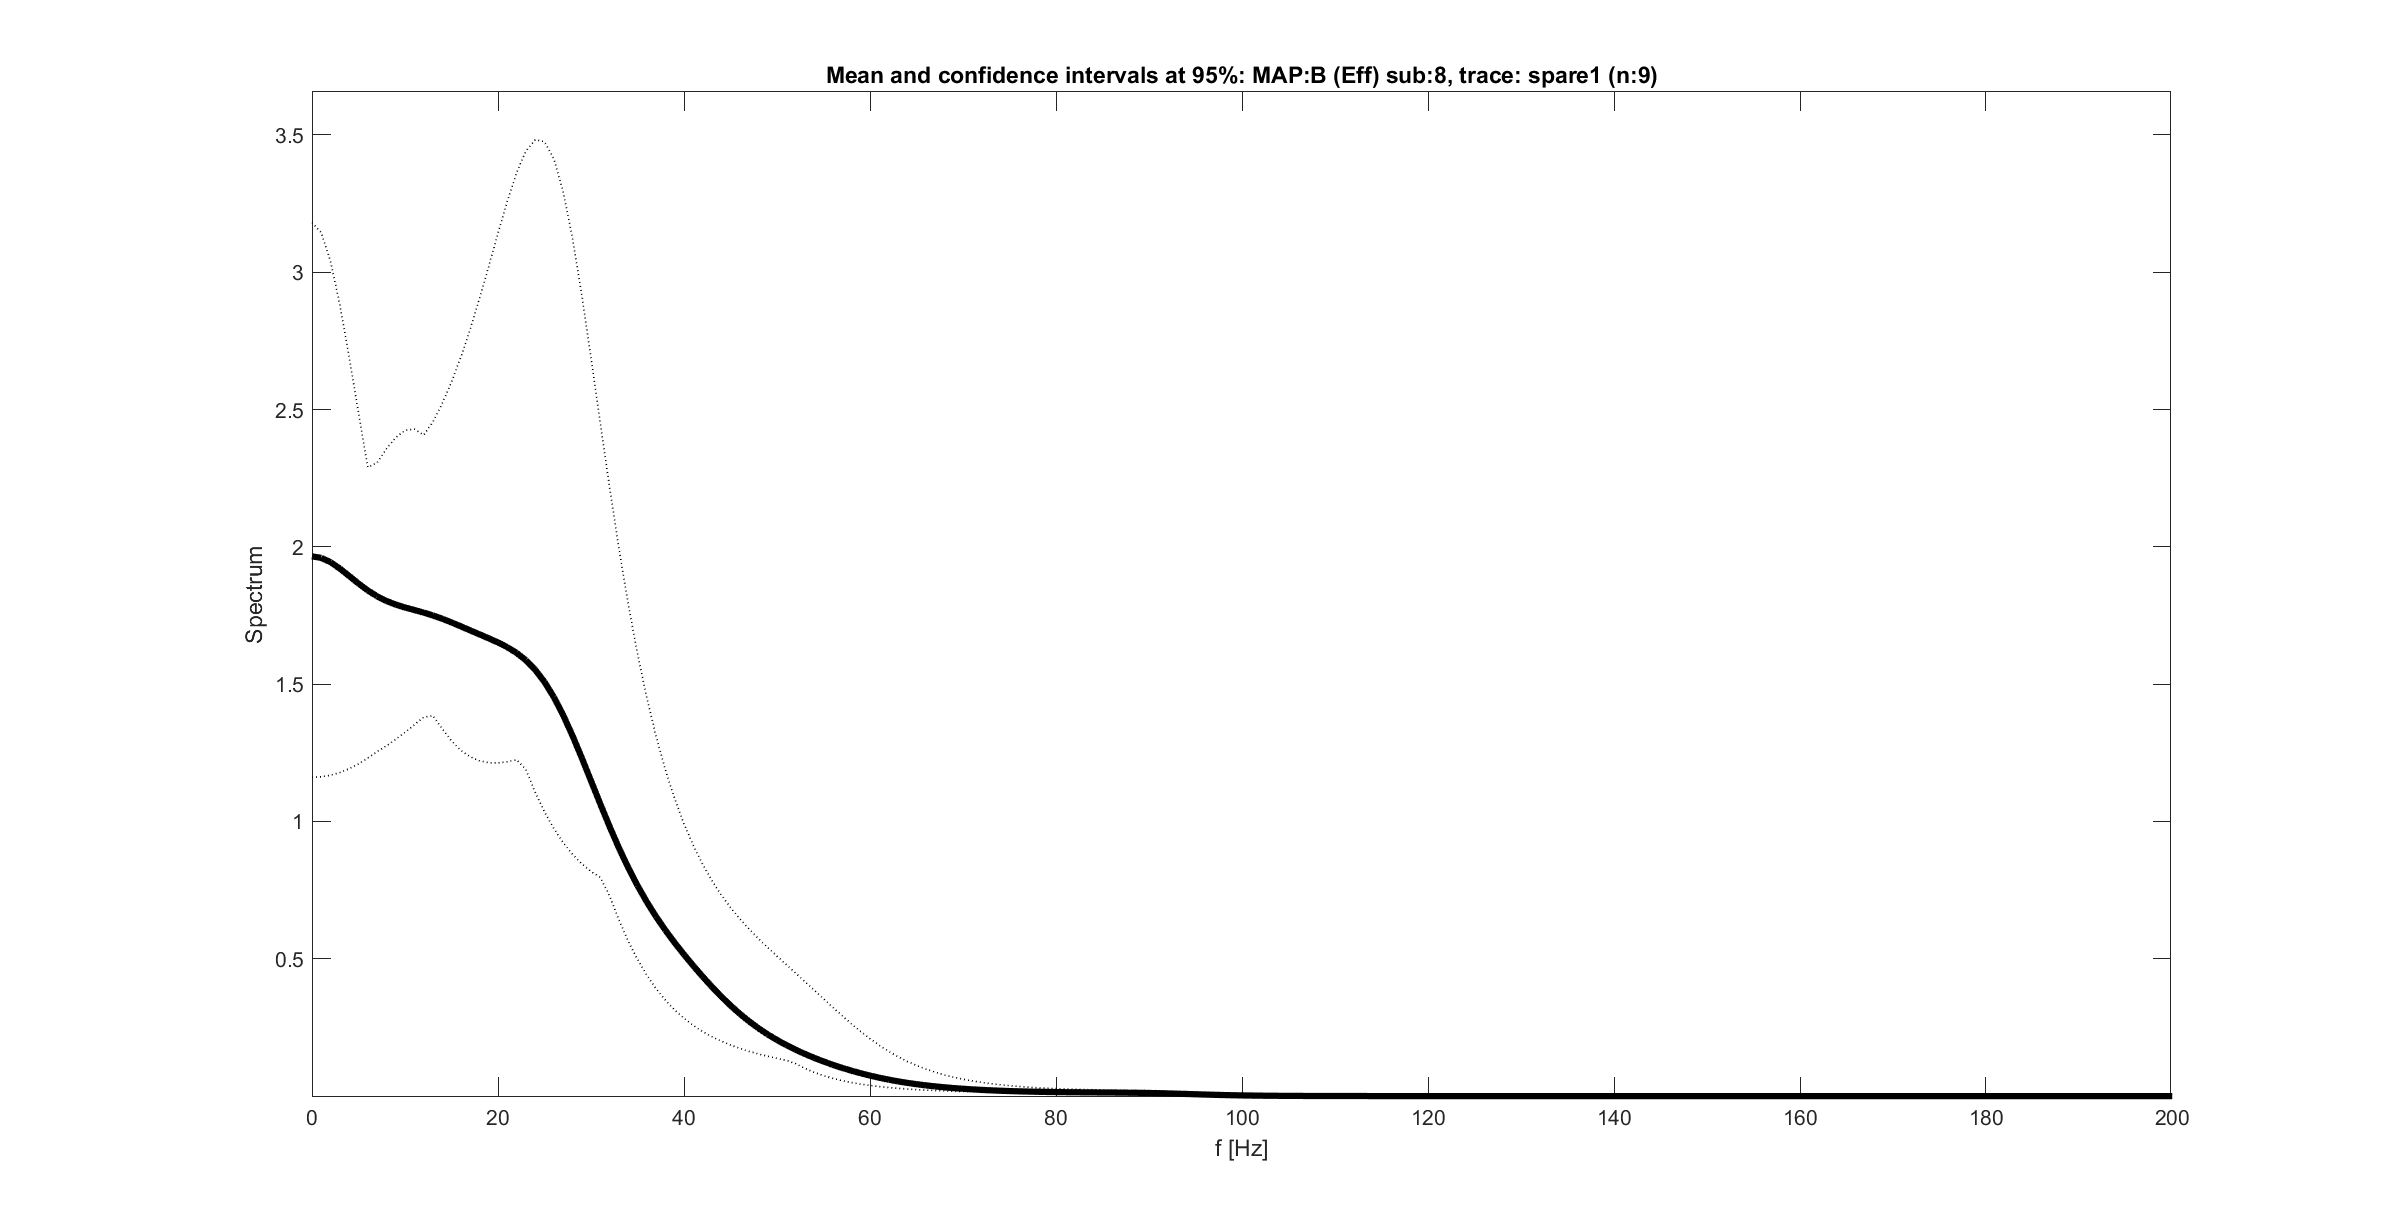 Mean and confidence intervals at 95%: MAP:B (Eff) sub:8, trace: spare1 (n:9)
3.5
3
2.5
2
1.5
1
0.5
Spectrum
0 20 40 60 80 100 120 140 160 180 200
f [Hz]